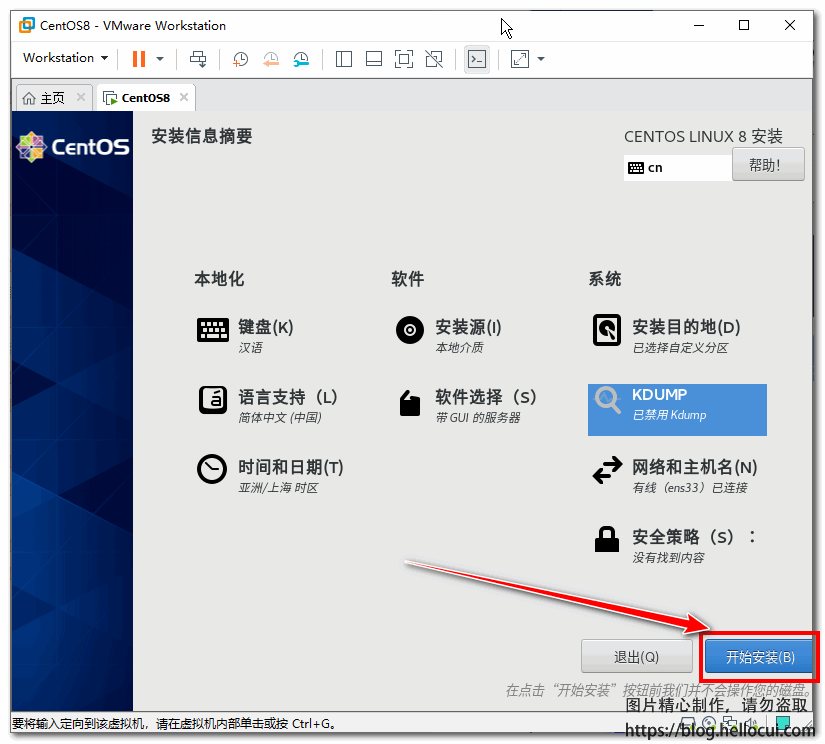 CentOS8 - VMware Workstation
Workstation
主页
CentOS8
CentOS
安装信息摘要
CENTOS LINUX 8 安装
cn
帮助!
本地化
软件
系统
键盘(K)
汉语
安装源(I)
本地介质
安装目的地(D)
已选择自定义分区
语言支持（L）
简体中文 (中国)
软件选择（S）
带 GUI 的服务器
KDUMP
已禁用 Kdump
时间和日期(T)
亚洲/上海 时区
网络和主机名(N)
有线（ens33）已连接
安全策略（S）：
没有找到内容
退出(Q)
开始安装(B)
在点击“开始安装”按钮前我们并不会操作您的磁盘。
图片精心制作，请勿盗取
要将输入定向到该虚拟机，请在虚拟机内部单击或按 Ctrl+G。
https://blog.hellocui.com